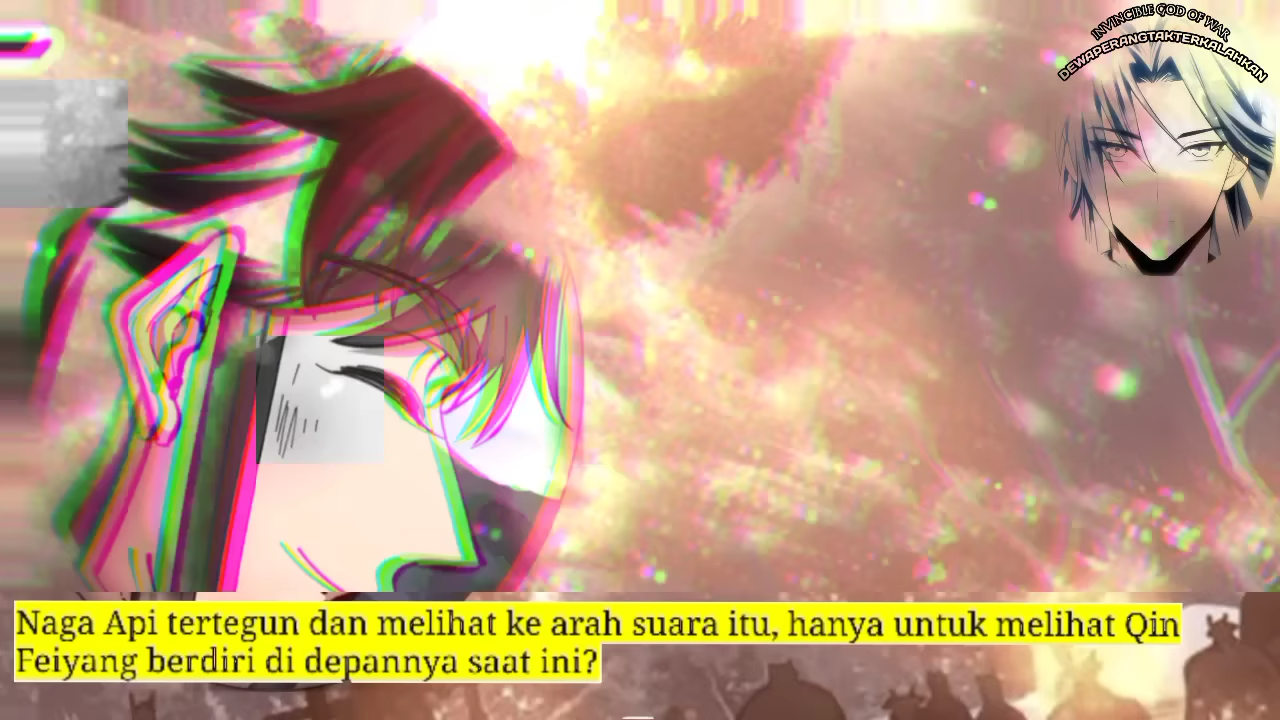 INVINCIBLE GOD OF WAR
DEWAPERANGTAKTERKALAHKAN
Naga Api tertegun dan melihat ke arah suara itu, hanya untuk melihat Qin
Feiyang berdiri di depannya saat ini?